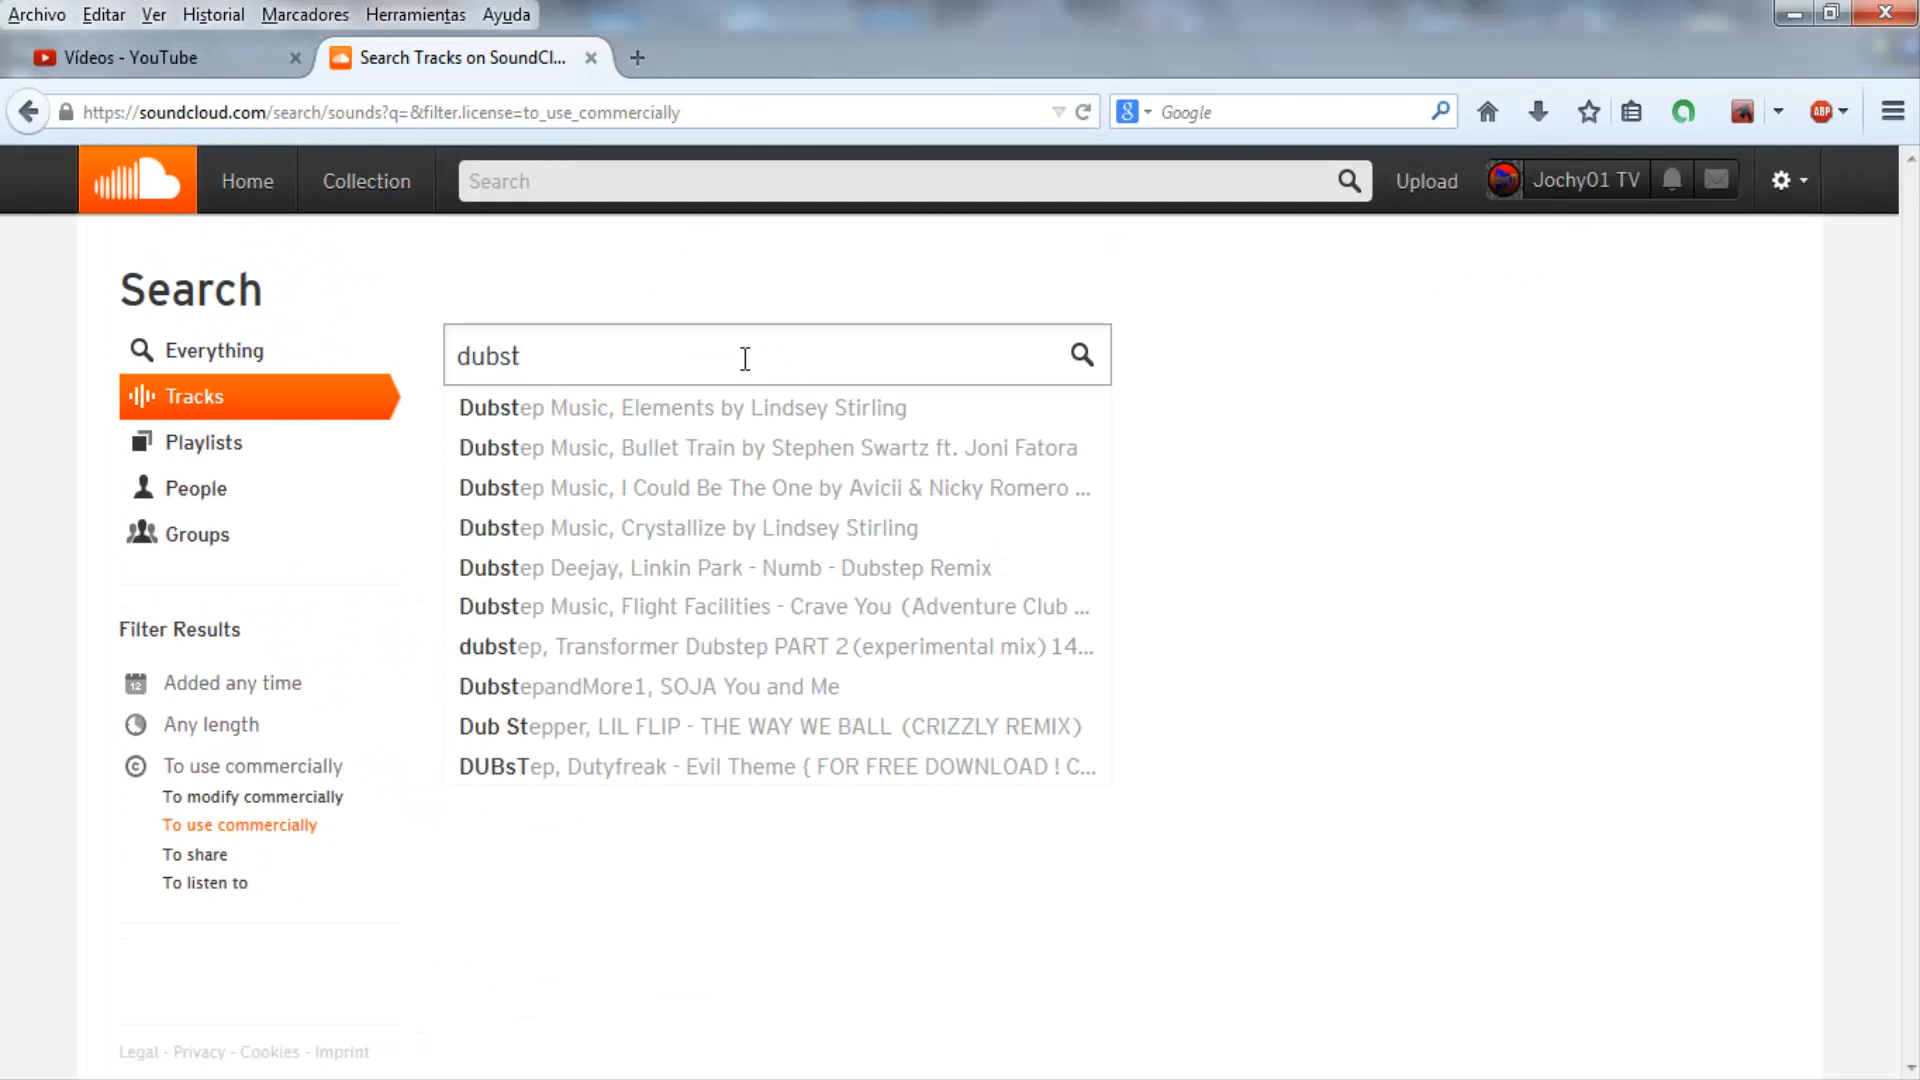 Archivo Editar Ver Historial Marcadores Herramientas Ayuda
Vídeos - YouTube
Search Tracks on SoundCl...
https://soundcloud.com/search/sounds?q=&filter.license=to_use_commercially
8
Google
ABP
Home
Collection
Search
Upload
Jochy01 TV
Search
Everything
Tracks
Playlists
People
Groups
dubst
Dubstep Music, Elements by Lindsey Stirling
Dubstep Music, Bullet Train by Stephen Swartz ft. Joni Fatora
Dubstep Music, I Could Be The One by Avicii & Nicky Romero ...
Dubstep Music, Crystallize by Lindsey Stirling
Dubstep Deejay, Linkin Park - Numb - Dubstep Remix
Dubstep Music, Flight Facilities - Crave You (Adventure Club ...
dubstep, Transformer Dubstep PART 2 (experimental mix) 14...
DubstepandMore1, SOJA You and Me
Dub Stepper, LIL FLIP - THE WAY WE BALL (CRIZZLY REMIX)
DUBsTep, Dutyfreak - Evil Theme { FOR FREE DOWNLOAD ! C...
Filter Results
12
Added any time
Any length
To use commercially
To modify commercially
To use commercially
To share
To listen to
Legal - Privacy - Cookies - Imprint